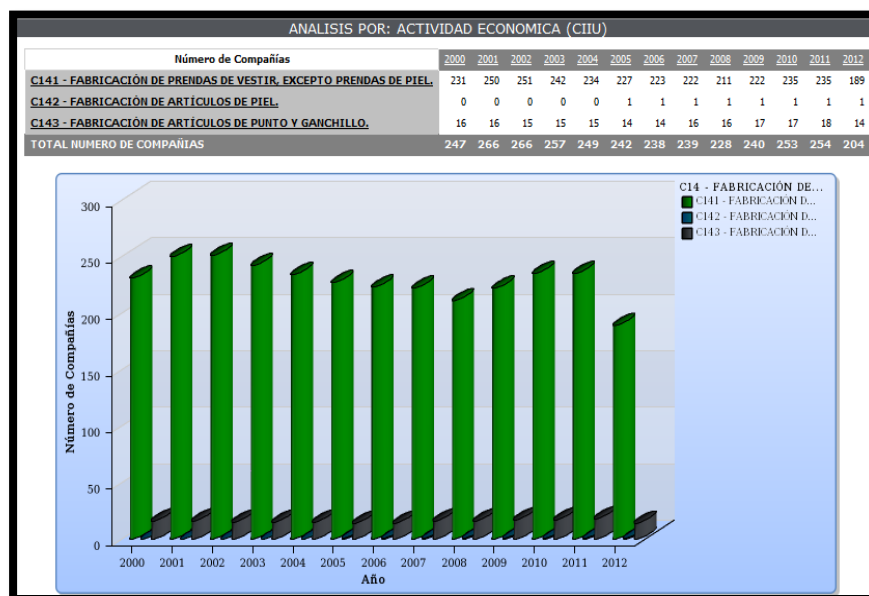 ANALISIS POR: ACTIVIDAD ECONOMICA (CIIU)
Número de Compañías 2000 2001 2002 2003 2004 2005 2006 2007 2008 2009 2010 2011 2012
C141 - FABRICACIÓN DE PRENDAS DE VESTIR, EXCEPTO PRENDAS DE PIEL. 231 250 251 242 234 227 223 222 211 222 235 235 189
C142 - FABRICACIÓN DE ARTÍCULOS DE PIEL. 0 0 0 0 0 1 1 1 1 1 1 1 1
C143 - FABRICACIÓN DE ARTÍCULOS DE PUNTO Y GANCHILLO. 16 16 15 15 15 14 14 16 16 17 17 18 14
TOTAL NUMERO DE COMPAÑIAS 247 266 266 257 249 242 238 239 228 240 253 254 204
C14 - FABRICACIÓN DE...
C141 - FABRICACIÓN D...
C142 - FABRICACIÓN D...
C143 - FABRICACIÓN D...
Número de Compañías
300
250
200
150
100
50
0
2000 2001 2002 2003 2004 2005 2006 2007 2008 2009 2010 2011 2012
Año